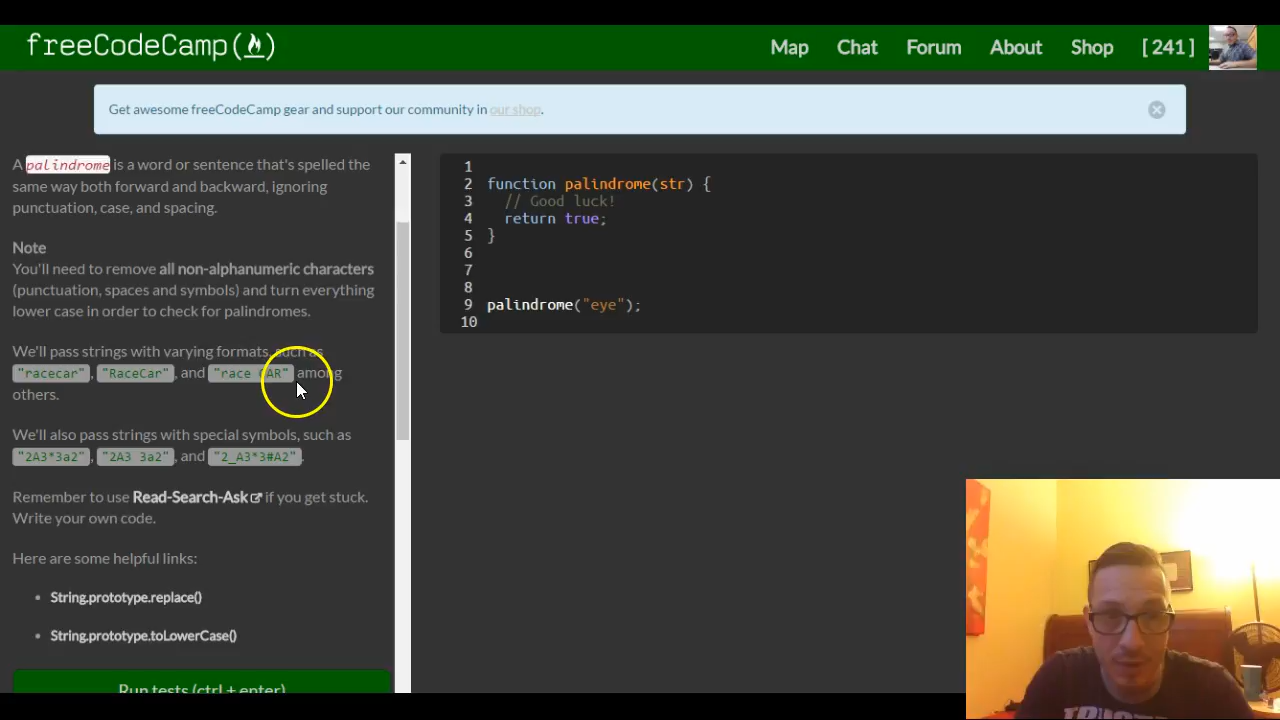 freeCodeCamp(🔥)
Map Chat Forum About Shop [ 241 ]
Get awesome freeCodeCamp gear and support our community in our shop.
A palindrome is a word or sentence that's spelled the
same way both forward and backward, ignoring
punctuation, case, and spacing.
Note
You'll need to remove all non-alphanumeric characters
(punctuation, spaces and symbols) and turn everything
lower case in order to check for palindromes.
We'll pass strings with varying formats, such as
"racecar", "RaceCar", and "race CAR" among
others.
We'll also pass strings with special symbols, such as
"2A3*3a2", "2A3 3a2", and "2_A3*3#A2".
Remember to use Read-Search-Ask if you get stuck.
Write your own code.
Here are some helpful links:
String.prototype.replace()
String.prototype.toLowerCase()
Run tests (ctrl + enter)
1
2 function palindrome(str) {
3 // Good luck!
4 return true;
5 }
6
7
8
9 palindrome("eye");
10